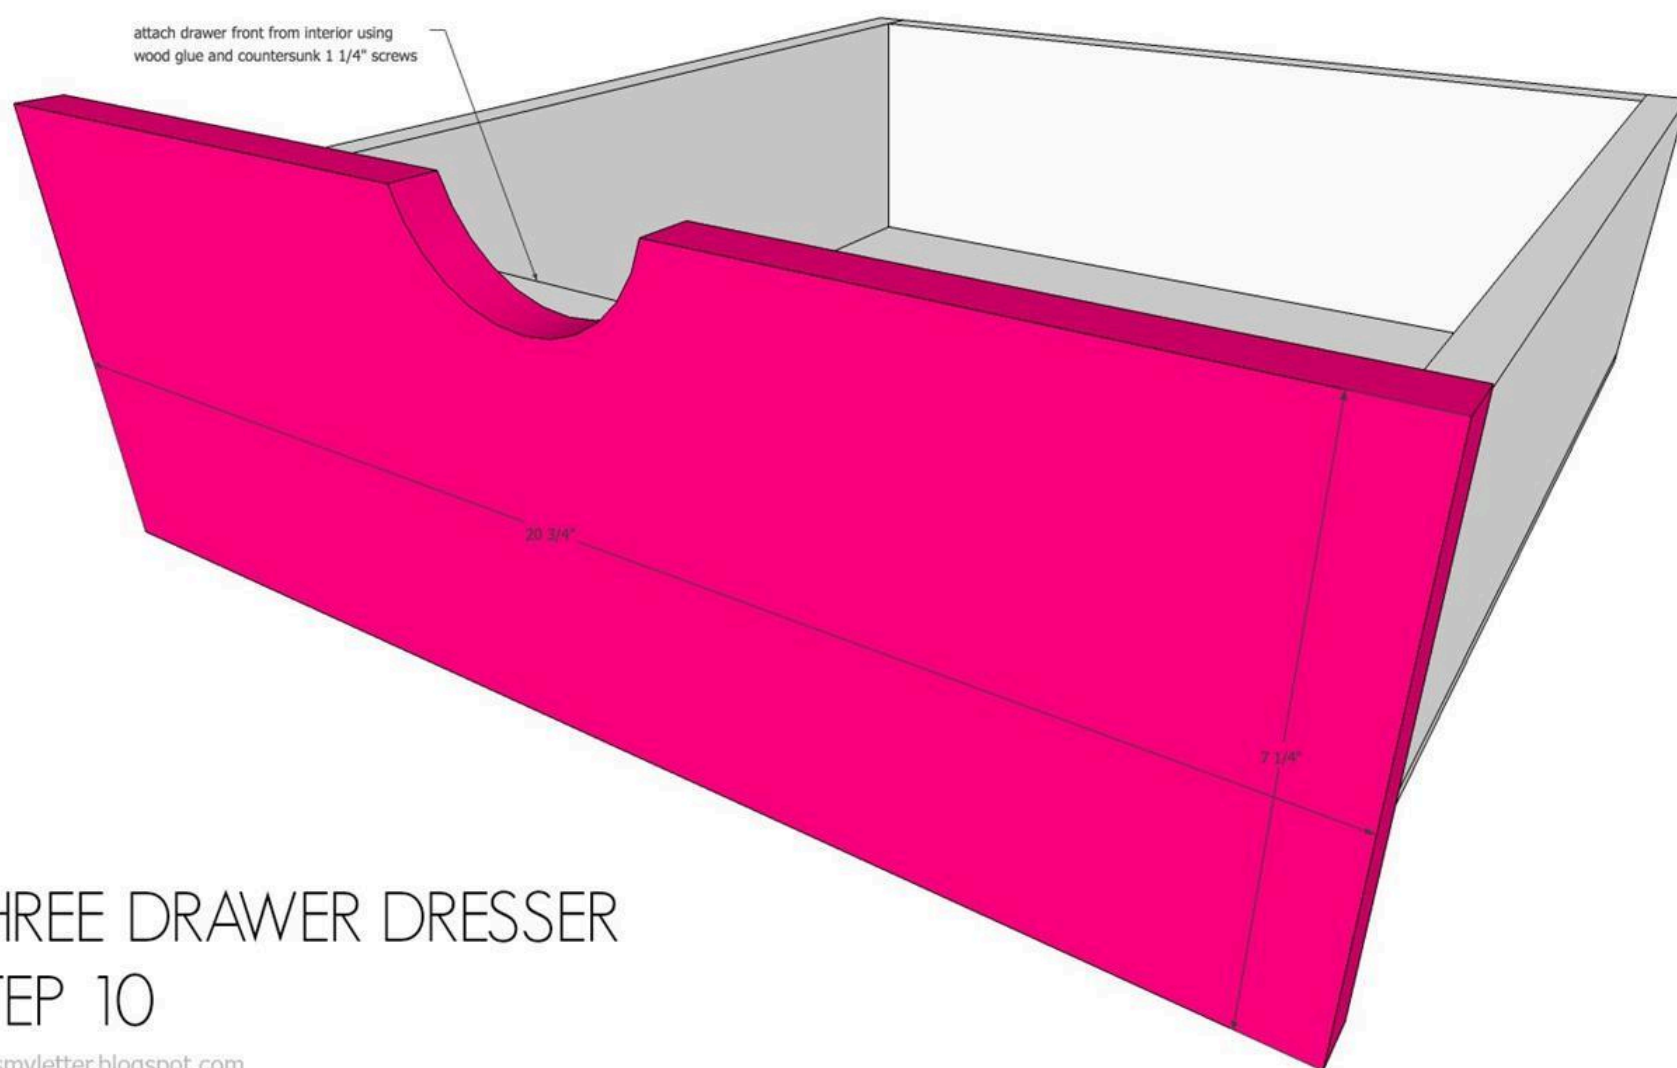 attach drawer front from interior using
wood glue and countersunk 1 1/4" screws
20 3/4"
7 1/4"
HREE DRAWER DRESSER
TEP 10
smyletter.blogspot.com